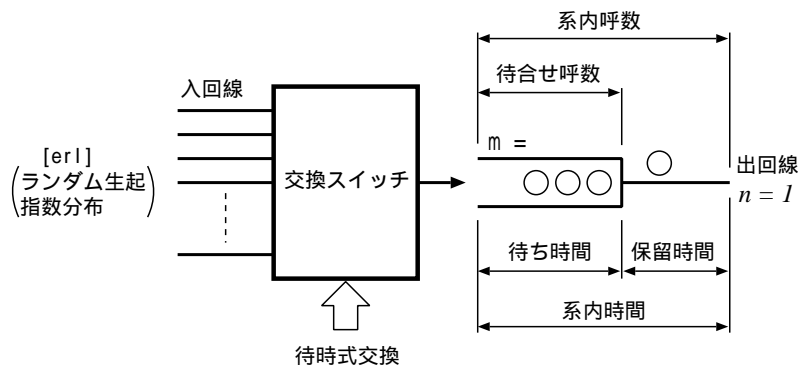 系内呼数
待合せ呼数
入回線
m =
[erl]
ランダム生起
指数分布
交換スイッチ
出回線
n = 1
待ち時間
保留時間
系内時間
待時式交換